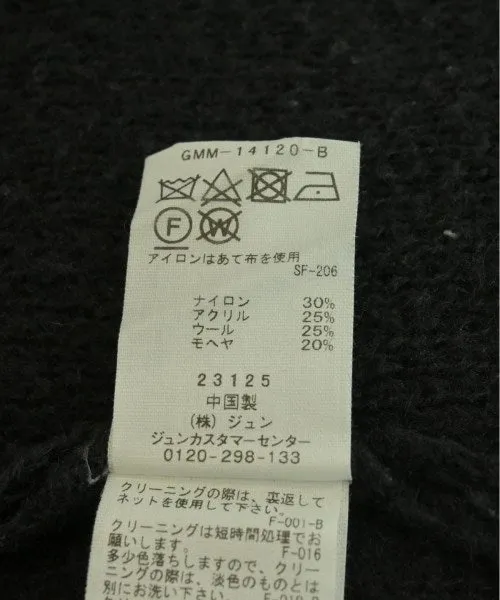 GMM-14120-B
F W
アイロンはあて布を使用
SF-206
ナイロン 30%
アクリル 25%
ウール 25%
モヘヤ 20%
23125
中国製
(株) ジュン
ジュンカスタマーセンター
0120-298-133
クリーニングの際は、裏返して
ネットを使用して下さい。
F-001-B
クリーニングは短時間処理でお
願いします。 F-016
多少色落ちしますので、クリー
ニングの際は、淡色のものとは
別にお洗い下さい。